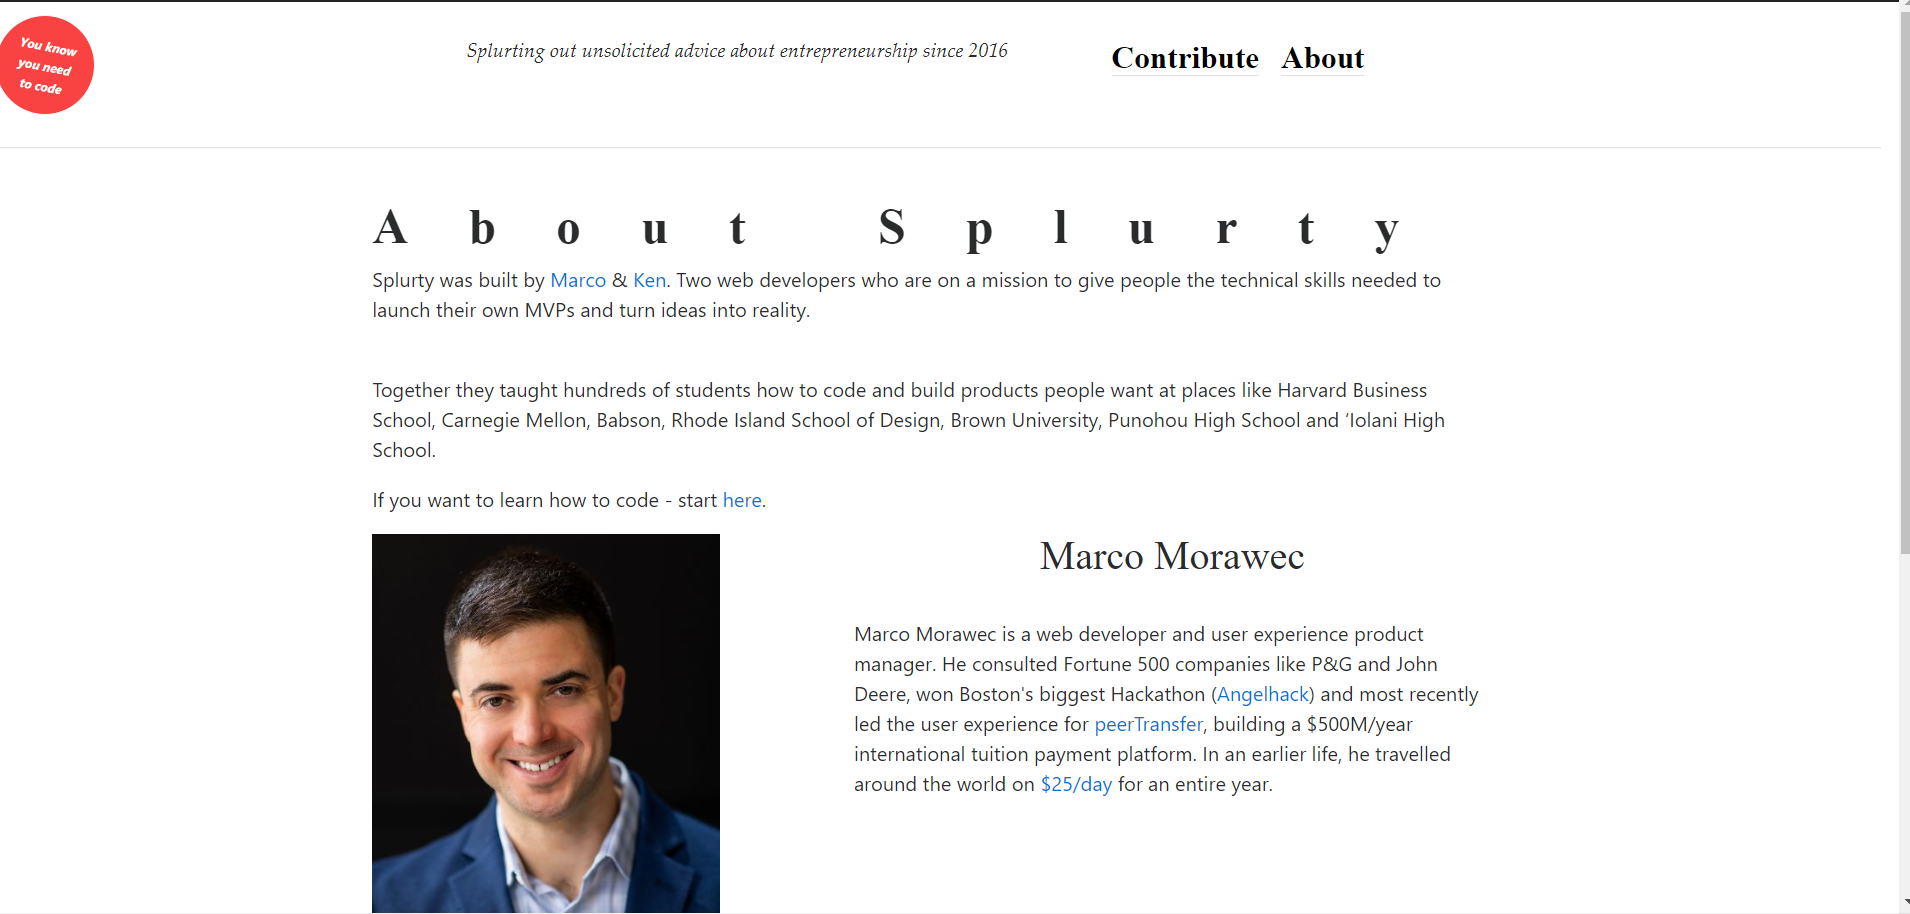 You know
you need
to code
Splurting out unsolicited advice about entrepreneurship since 2016
Contribute About
About Splurty
Splurty was built by Marco & Ken. Two web developers who are on a mission to give people the technical skills needed to
launch their own MVPs and turn ideas into reality.
Together they taught hundreds of students how to code and build products people want at places like Harvard Business
School, Carnegie Mellon, Babson, Rhode Island School of Design, Brown University, Punohou High School and ‘Iolani High
School.
If you want to learn how to code - start here.
Marco Morawec
Marco Morawec is a web developer and user experience product
manager. He consulted Fortune 500 companies like P&G and John
Deere, won Boston's biggest Hackathon (Angelhack) and most recently
led the user experience for peerTransfer, building a $500M/year
international tuition payment platform. In an earlier life, he travelled
around the world on $25/day for an entire year.